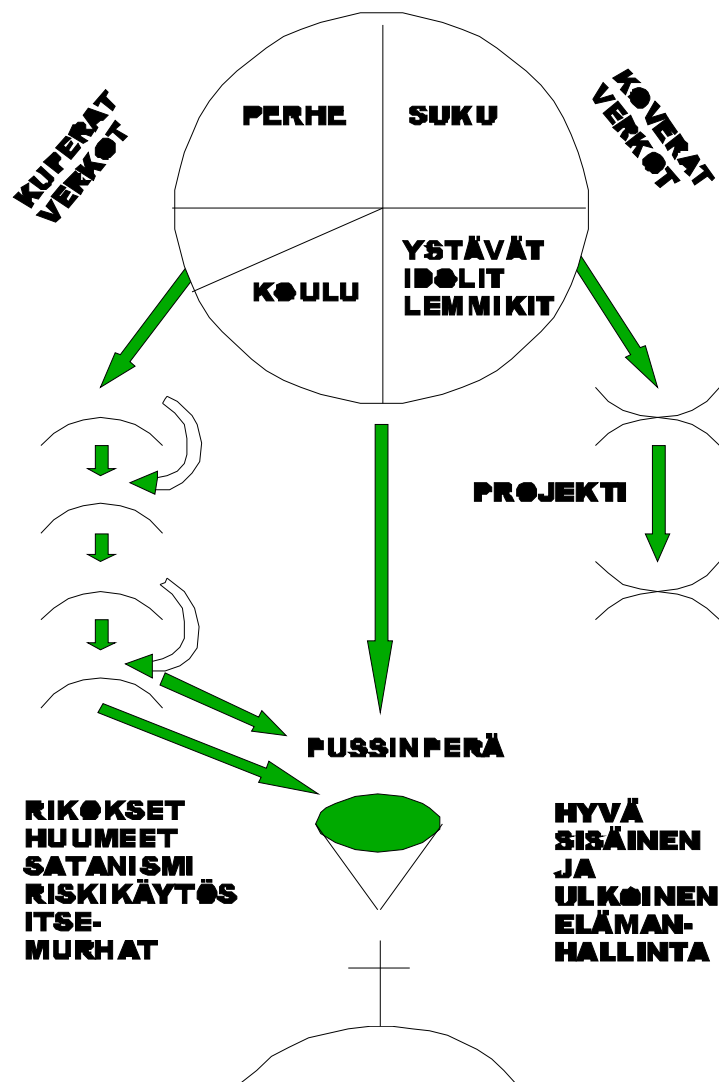 KUPERAT
VERKOT
PERHE
SUKU
KOVERAT
VERKOT
KOULU
YSTÄVÄT
IDOLIT
LEMMIKIT
PROJEKTI
PUSSINPERÄ
RIKOKSET
HUUMEET
SATANISMI
RISKIKÄYTÖS
ITSE-
MURHAT
HYVÄ
SISÄINEN
JA
ULKOINEN
ELÄMAN-
HALLINTA